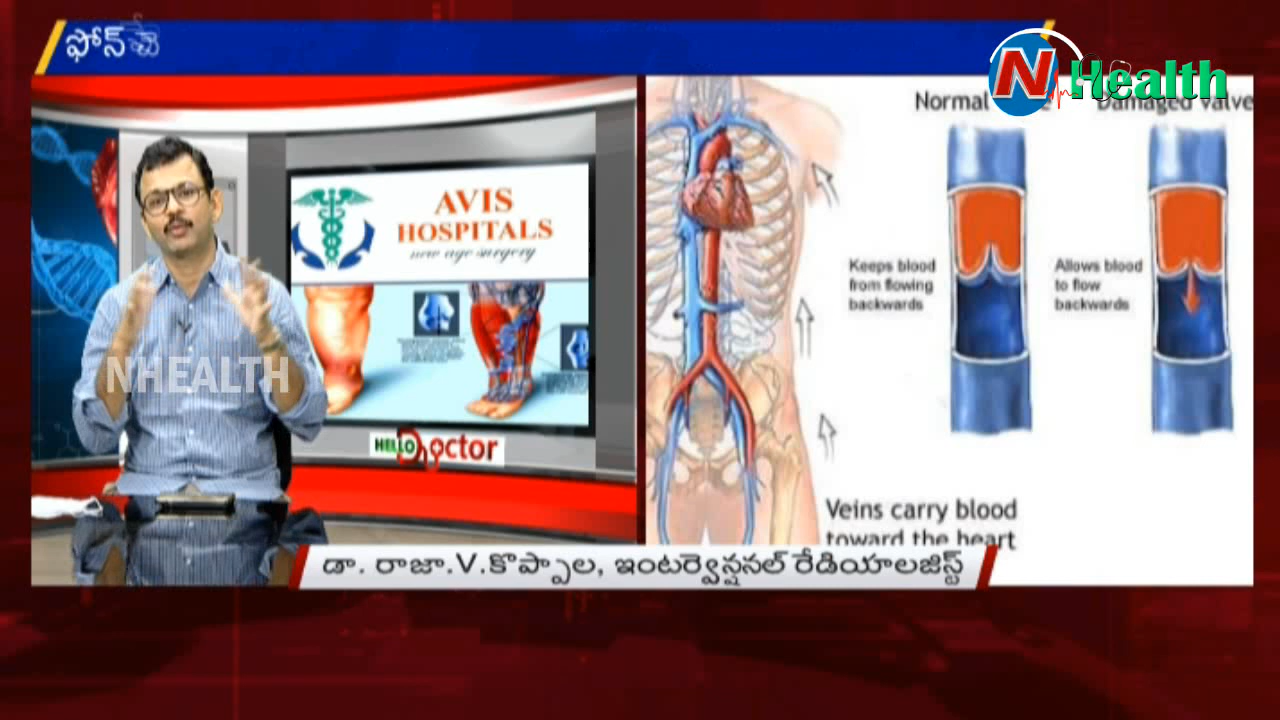 ఫోన్ చే
N Health
Normal
Damaged valve
AVIS
HOSPITALS
new age surgery
Keeps blood
from flowing
backwards
Allows blood
to flow
backwards
NHEALTH
HELLO Doctor
Veins carry blood
toward the heart
డా. రాజా.V.కొప్పాల, ఇంటర్వెన్షనల్ రేడియాలజిస్ట్